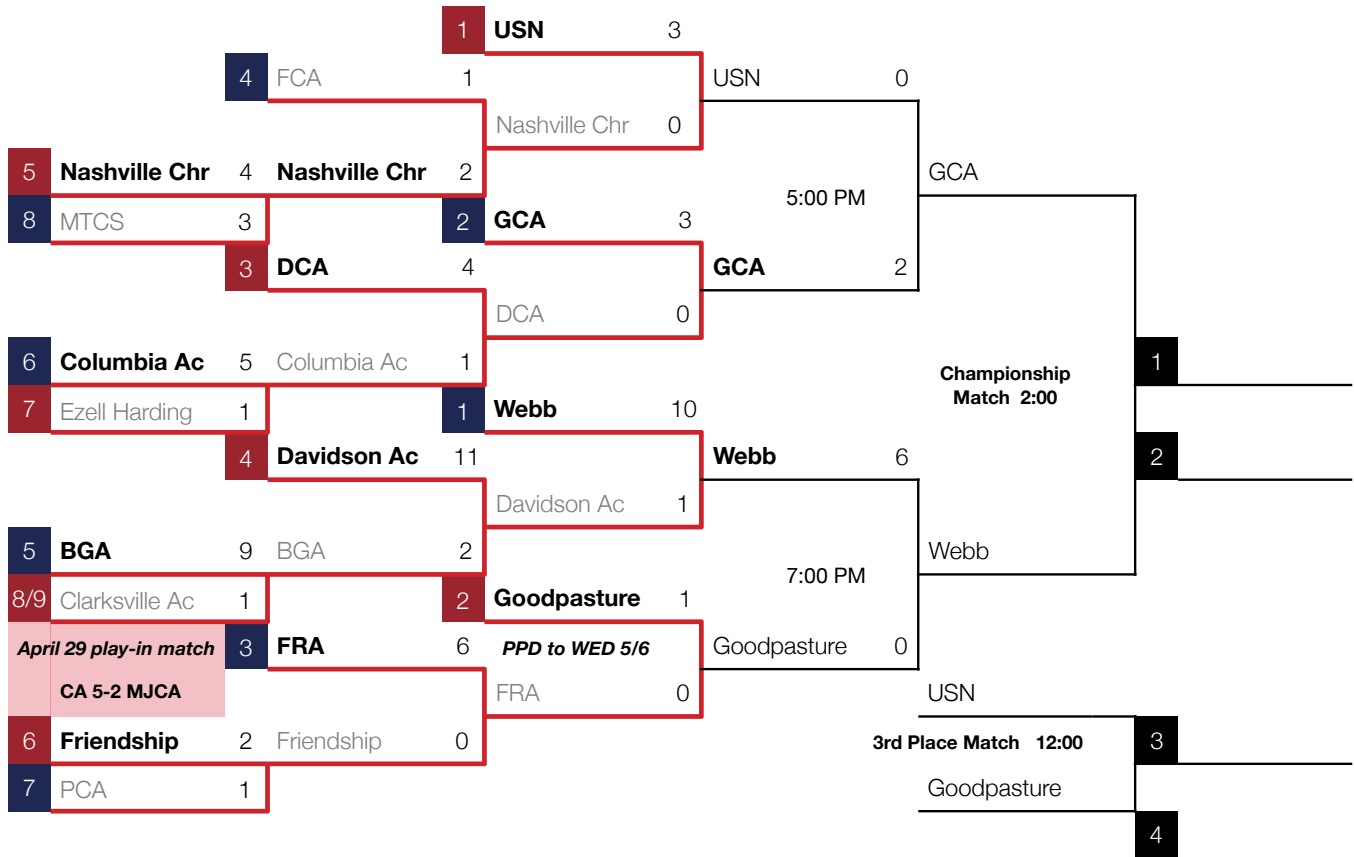 1 USN 3
4 FCA 1 USN 0
Nashville Chr 0
5 Nashville Chr 4 Nashville Chr 2 GCA
5:00 PM
8 MTCS 3 2 GCA 3
3 DCA 4 GCA 2
DCA 0
6 Columbia Ac 5 Columbia Ac 1 1
Championship
Match 2:00
7 Ezell Harding 1 1 Webb 10
4 Davidson Ac 11 Webb 6 2
Davidson Ac 1
5 BGA 9 BGA 2 Webb
7:00 PM
8/9 Clarksville Ac 1 2 Goodpasture 1
April 29 play-in match 3 FRA 6 PPD to WED 5/6 Goodpasture 0
CA 5-2 MJCA FRA 0 USN
6 Friendship 2 Friendship 0 3rd Place Match 12:00 3
7 PCA 1 Goodpasture
4